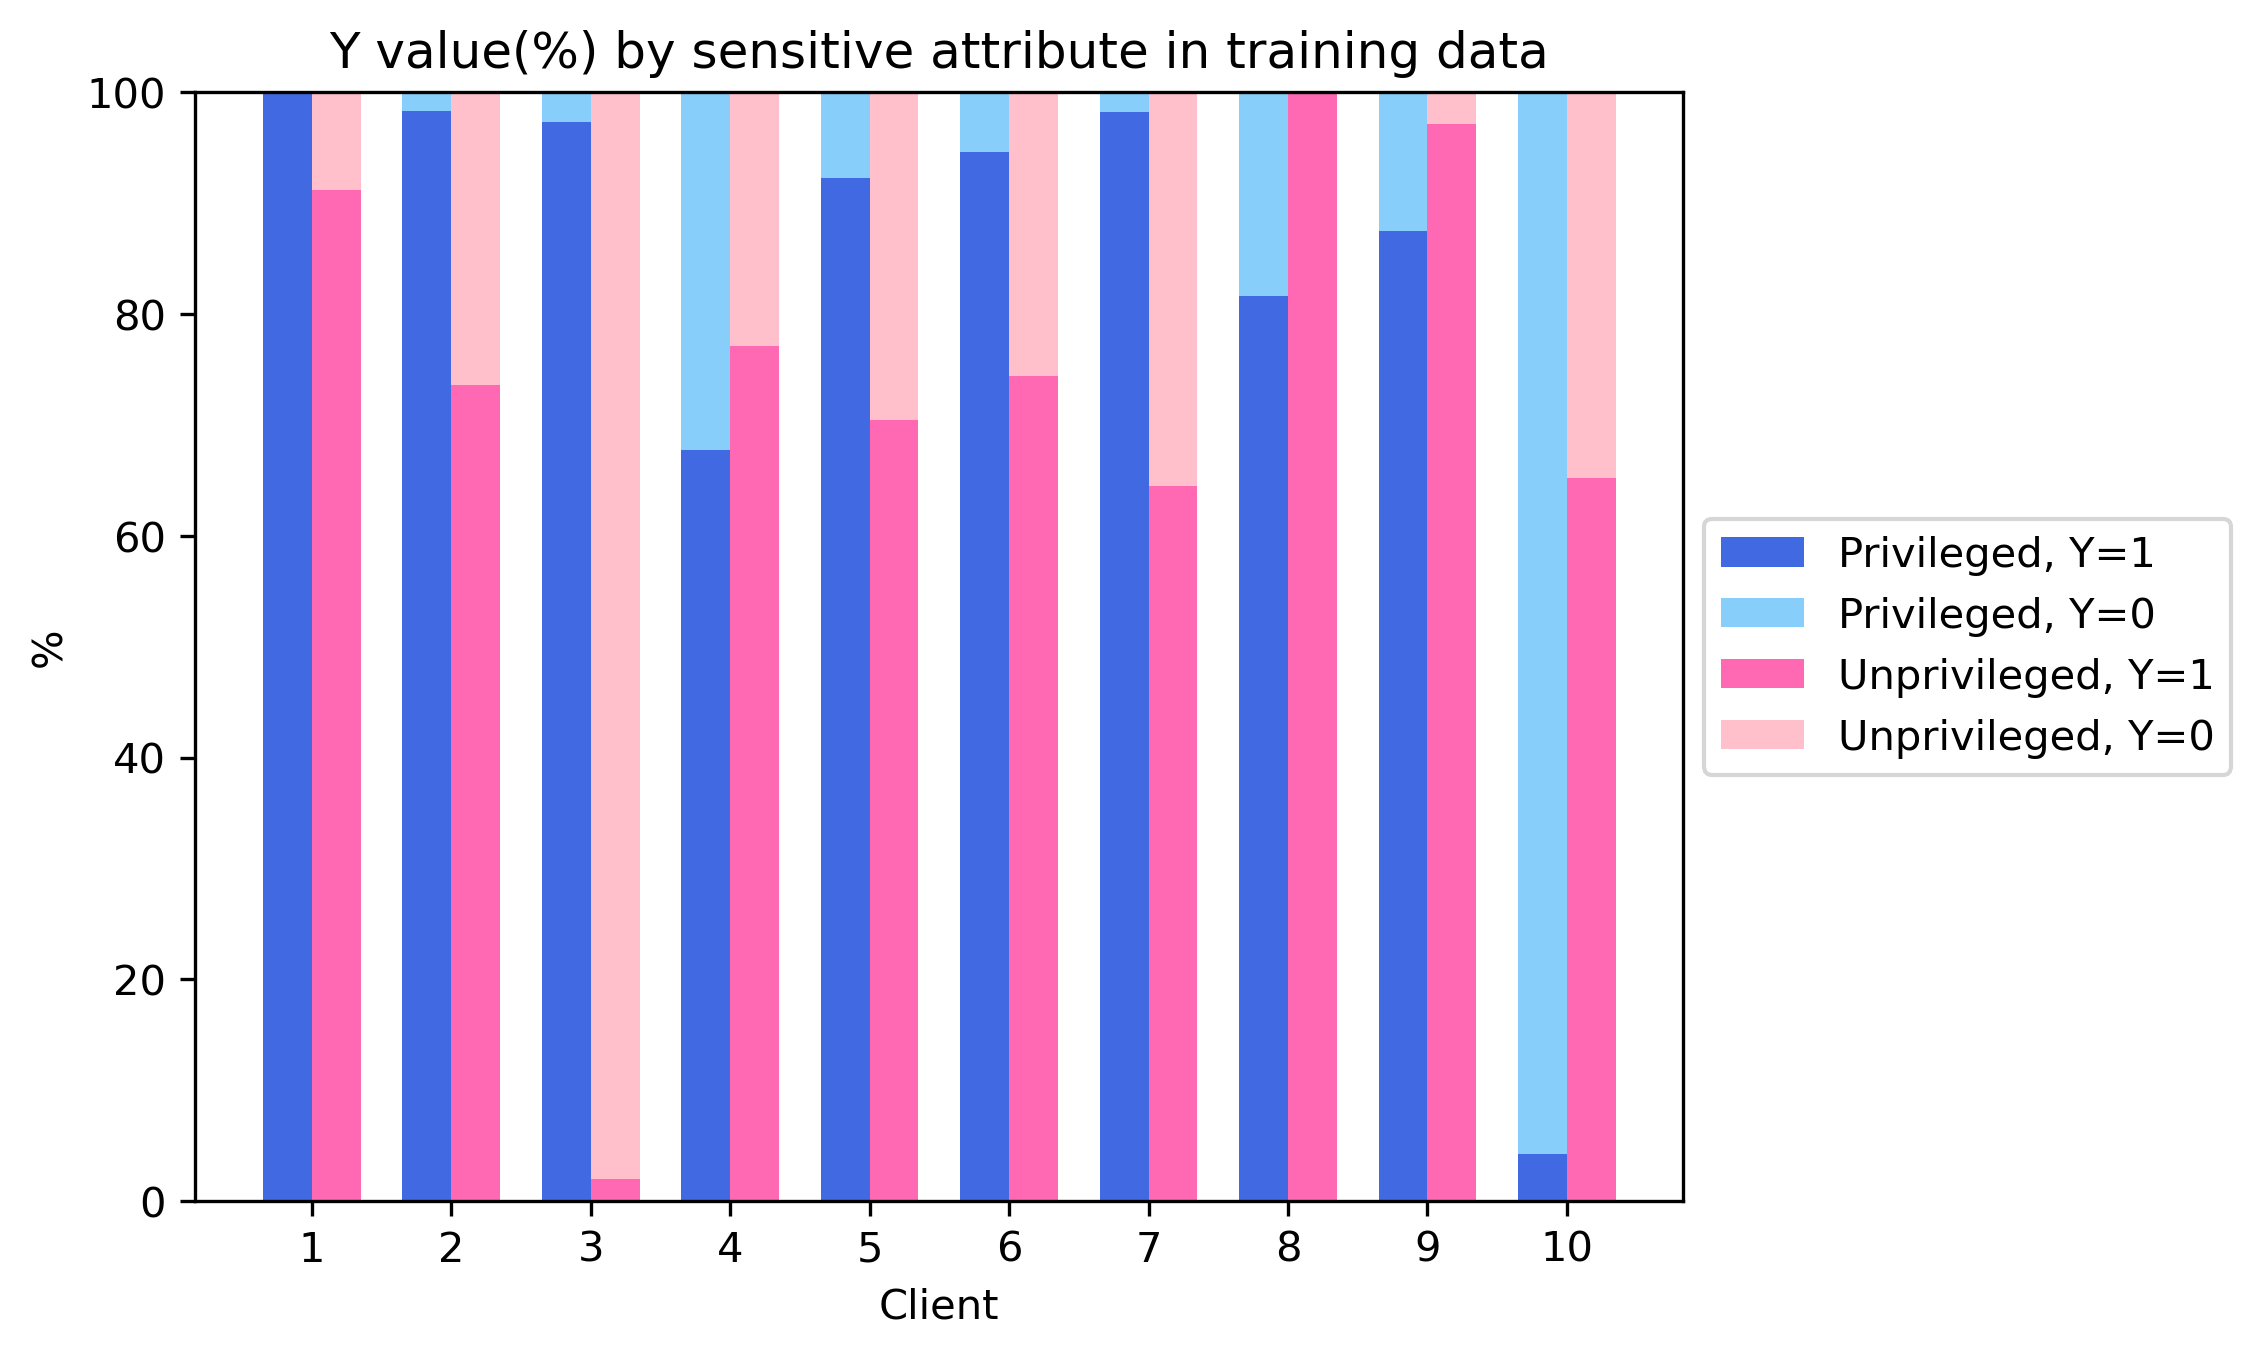 Y value(%) by sensitive attribute in training data
100
80
60
40
20
0
%
1 2 3 4 5 6 7 8 9 10
Client
Privileged, Y=1
Privileged, Y=0
Unprivileged, Y=1
Unprivileged, Y=0